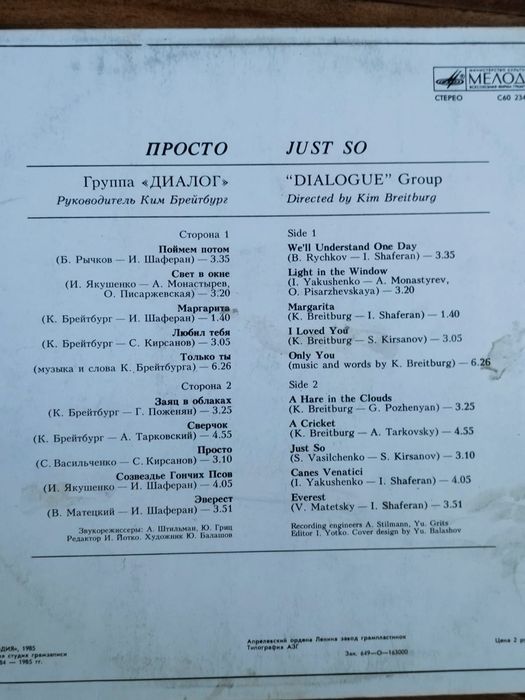 МЕЛОД
СТЕРЕО С60 234
ПРОСТО
Группа «ДИАЛОГ»
Руководитель Ким Брейтбург
Сторона 1
Поймем потом
(Б. Рычков — И. Шаферан) — 3.35
Свет в окне
(И. Якушенко — А. Монастырев,
О. Писаржевская) — 3.20
Маргарита
(К. Брейтбург — И. Шаферан) — 1.40
Любил тебя
(К. Брейтбург — С. Кирсанов) — 3.05
Только ты
(музыка и слова К. Брейтбурга) — 6.26
Сторона 2
Заяц в облаках
(К. Брейтбург — Г. Поженян) — 3.25
Сверчок
(К. Брейтбург — А. Тарковский) — 4.55
Просто
(С. Васильченко — С. Кирсанов) — 3.10
Созвездье Гончих Псов
(И. Якушенко — И. Шаферан) — 4.05
Эверест
(В. Матецкий — И. Шаферан) — 3.51
Звукорежиссеры: А. Штильман, Ю. Гриц
Редактор И. Йотко. Художник Ю. Балашов
JUST SO
"DIALOGUE" Group
Directed by Kim Breitburg
Side 1
We'll Understand One Day
(B. Rychkov — I. Shaferan) — 3.35
Light in the Window
(I. Yakushenko — A. Monastyrev,
O. Pisarzhevskaya) — 3.20
Margarita
(K. Breitburg — I. Shaferan) — 1.40
I Loved You
(K. Breitburg — S. Kirsanov) — 3.05
Only You
(music and words by K. Breitburg) — 6.26
Side 2
A Hare in the Clouds
(K. Breitburg — G. Pozhenyan) — 3.25
A Cricket
(K. Breitburg — A. Tarkovsky) — 4.55
Just So
(S. Vasilchenko — S. Kirsanov) — 3.10
Canes Venatici
(I. Yakushenko — I. Shaferan) — 4.05
Everest
(V. Matetsky — I. Shaferan) — 3.51
Recording engineers A. Stilmann, Yu. Grits
Editor I. Yotko. Cover design by Yu. Balashov
ДИЯ», 1985
я студия грамзаписи
84 — 1985 гг.
Апрелевский ордена Ленина завод грампластинок
Типография АЗГ
Зак. 649—О—163000
Цена 2 р